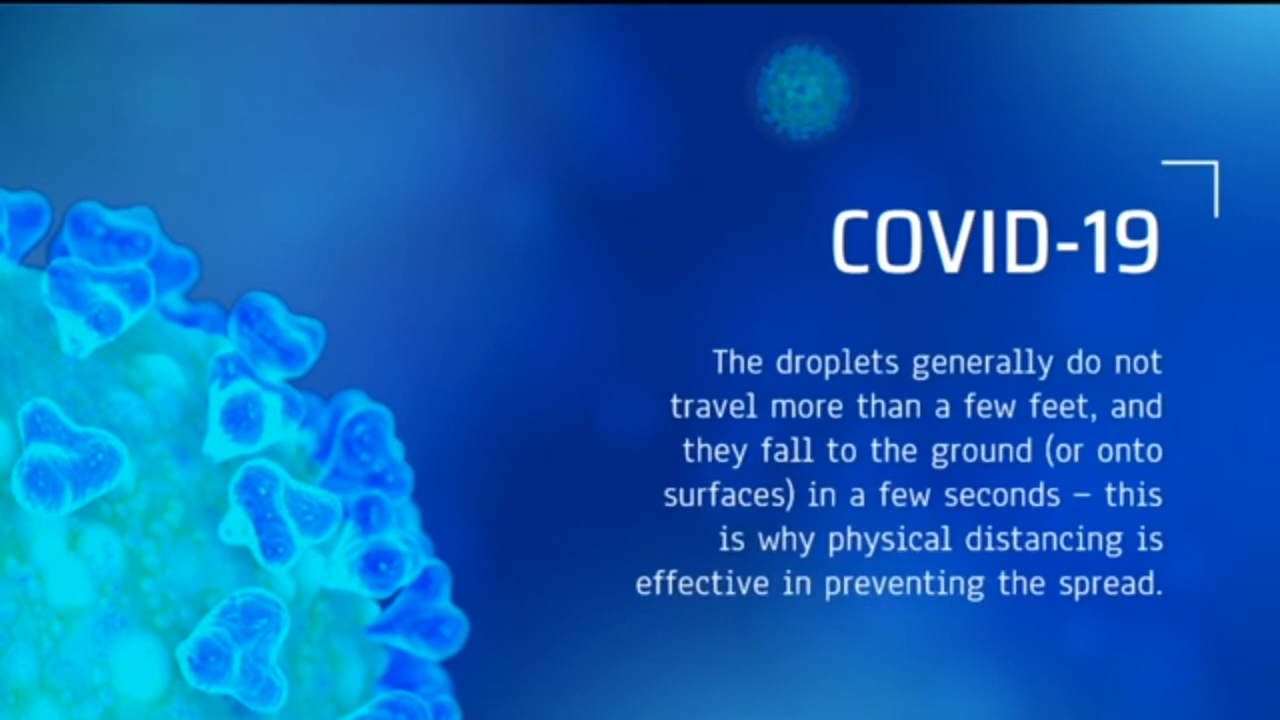 COVID-19
The droplets generally do not
travel more than a few feet, and
they fall to the ground (or onto
surfaces) in a few seconds – this
is why physical distancing is
effective in preventing the spread.